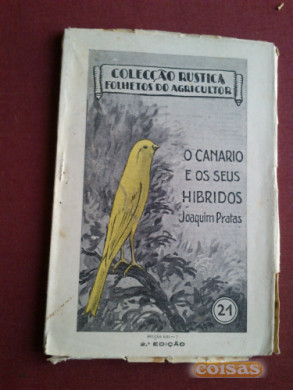 COLECÇÃO RUSTICA
FOLHETOS DO AGRICULTOR
O CANARIO
E OS SEUS
HIBRIDOS
Joaquim Pratas
21
2.ª EDIÇÃO
coisas